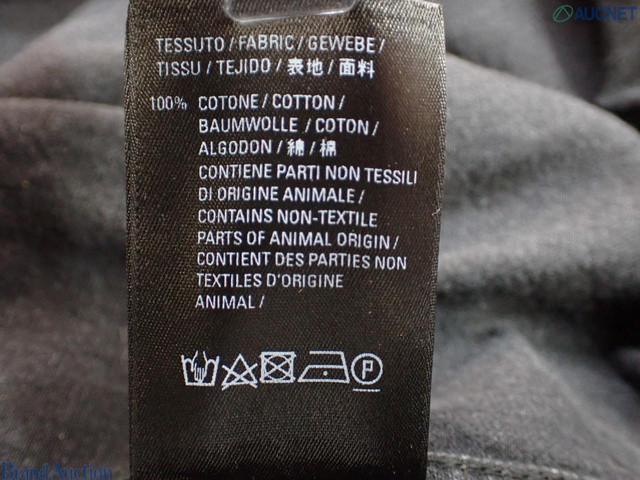 AUCNET
TESSUTO / FABRIC / GEWEBE /
TISSU / TEJIDO / 表地 / 面料
100% COTONE / COTTON /
BAUMWOLLE / COTON /
ALGODON / 綿 / 棉
CONTIENE PARTI NON TESSILI
DI ORIGINE ANIMALE /
CONTAINS NON-TEXTILE
PARTS OF ANIMAL ORIGIN /
CONTIENT DES PARTIES NON
TEXTILES D'ORIGINE
ANIMAL /
P
Brand Auction